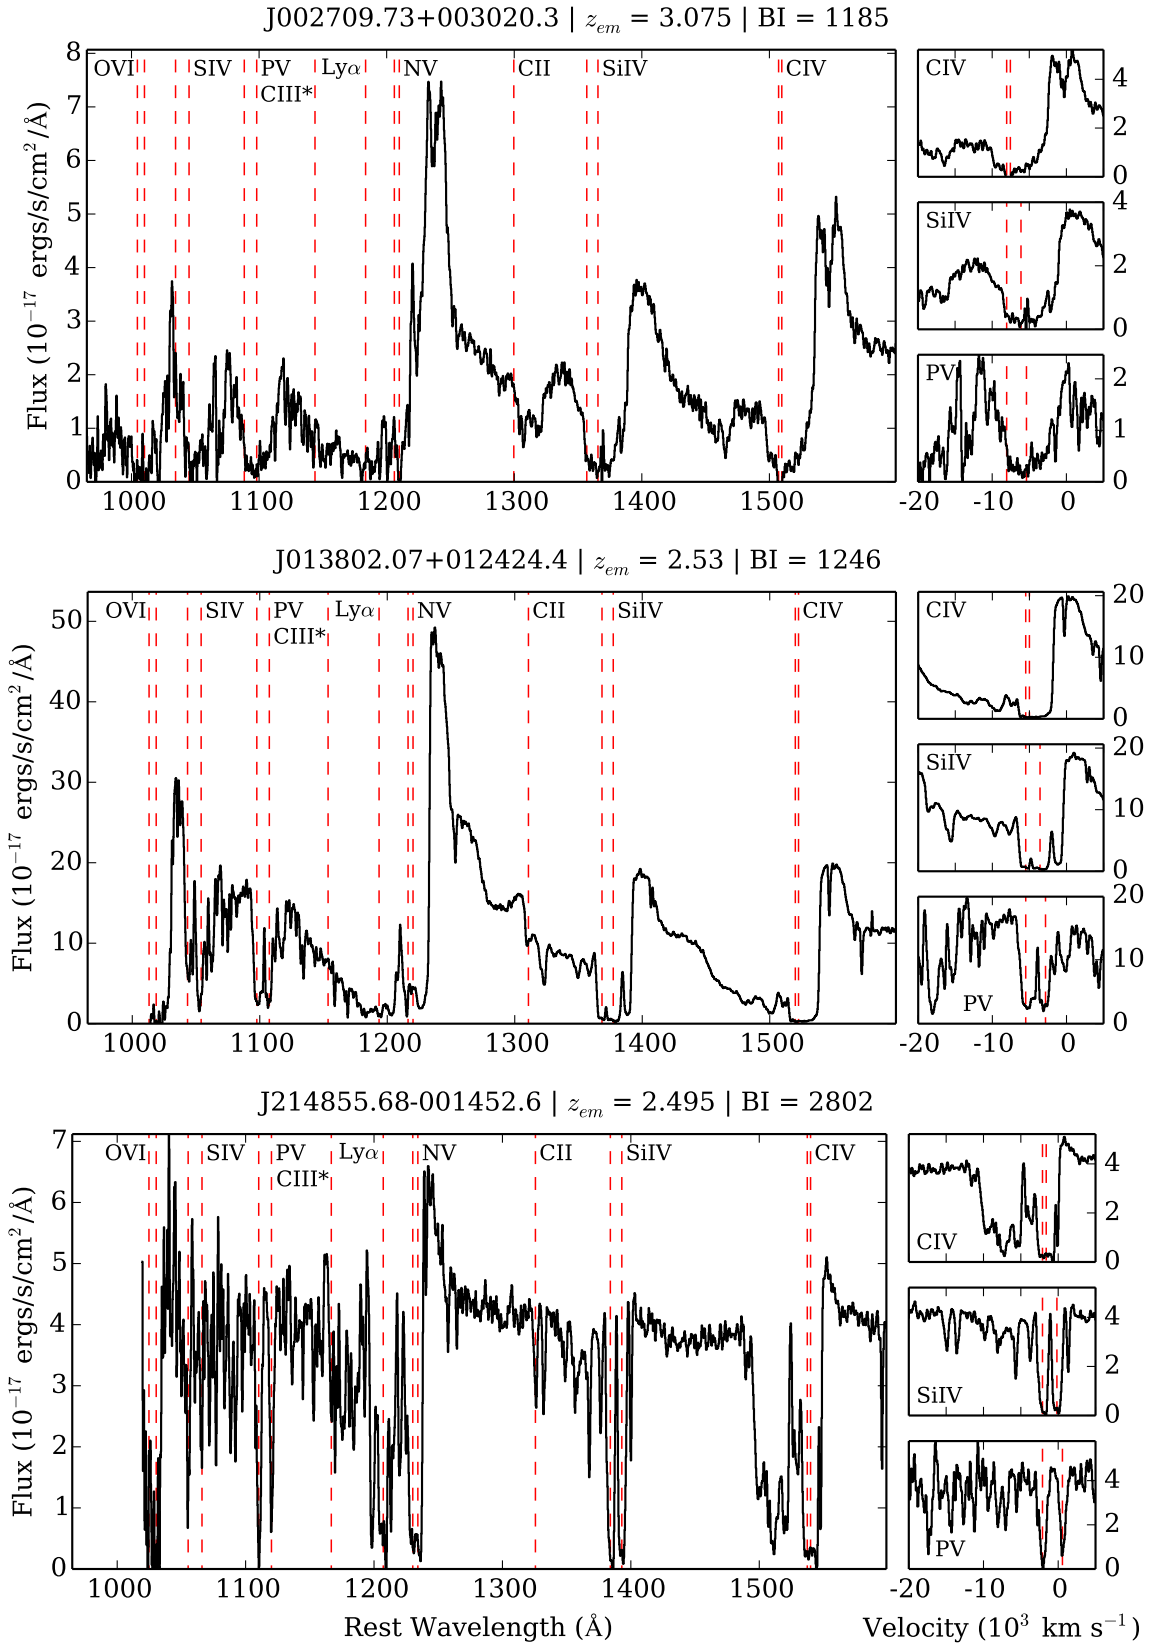 J002709.73+003020.3 | z_em = 3.075 | BI = 1185
8
7
6
5
4
3
2
1
0
Flux (10⁻¹⁷ ergs/s/cm²/Å)
OVI SIV PV Lyα NV CII SiIV CIV
CIII*
1000 1100 1200 1300 1400 1500
CIV
4
2
0
SiIV
4
2
0
PV
2
1
0
-20 -10 0
J013802.07+012424.4 | z_em = 2.53 | BI = 1246
50
40
30
20
10
0
Flux (10⁻¹⁷ ergs/s/cm²/Å)
OVI SIV PV Lyα NV CII SiIV CIV
CIII*
1000 1100 1200 1300 1400 1500
CIV
20
10
0
SiIV
20
10
0
PV
20
10
0
-20 -10 0
J214855.68-001452.6 | z_em = 2.495 | BI = 2802
7
6
5
4
3
2
1
0
Flux (10⁻¹⁷ ergs/s/cm²/Å)
OVI SIV PV Lyα NV CII SiIV CIV
CIII*
1000 1100 1200 1300 1400 1500
Rest Wavelength (Å)
CIV
4
2
0
SiIV
4
2
0
PV
4
2
0
-20 -10 0
Velocity (10³ km s⁻¹)